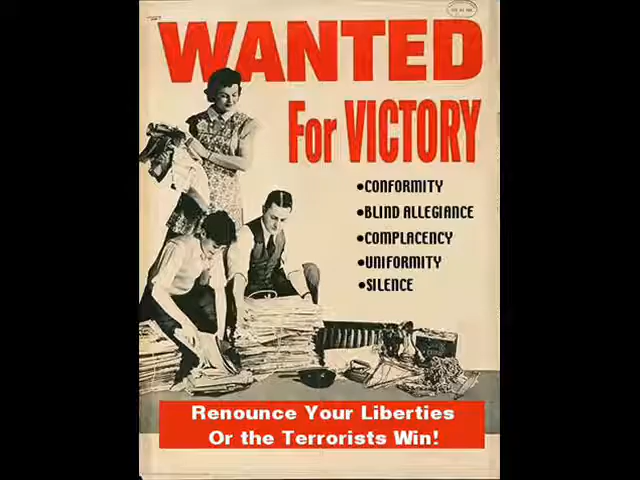 WANTED
For VICTORY
•CONFORMITY
•BLIND ALLEGIANCE
•COMPLACENCY
•UNIFORMITY
•SILENCE
Renounce Your Liberties
Or the Terrorists Win!